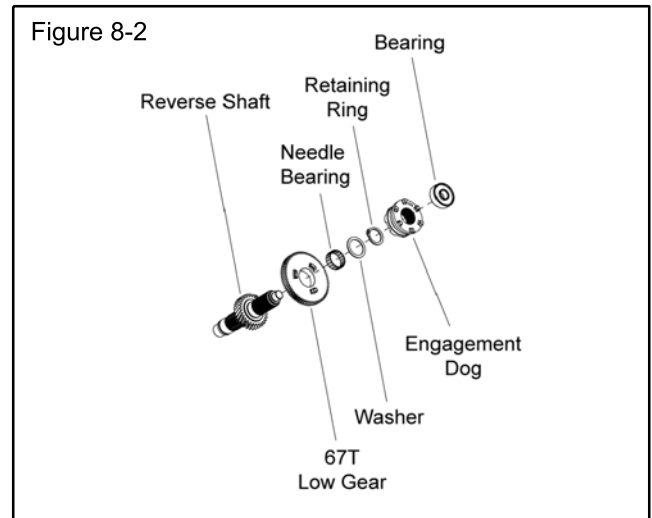 Figure 8-2
Bearing
Retaining
Ring
Reverse Shaft
Needle
Bearing
Engagement
Dog
Washer
67T
Low Gear